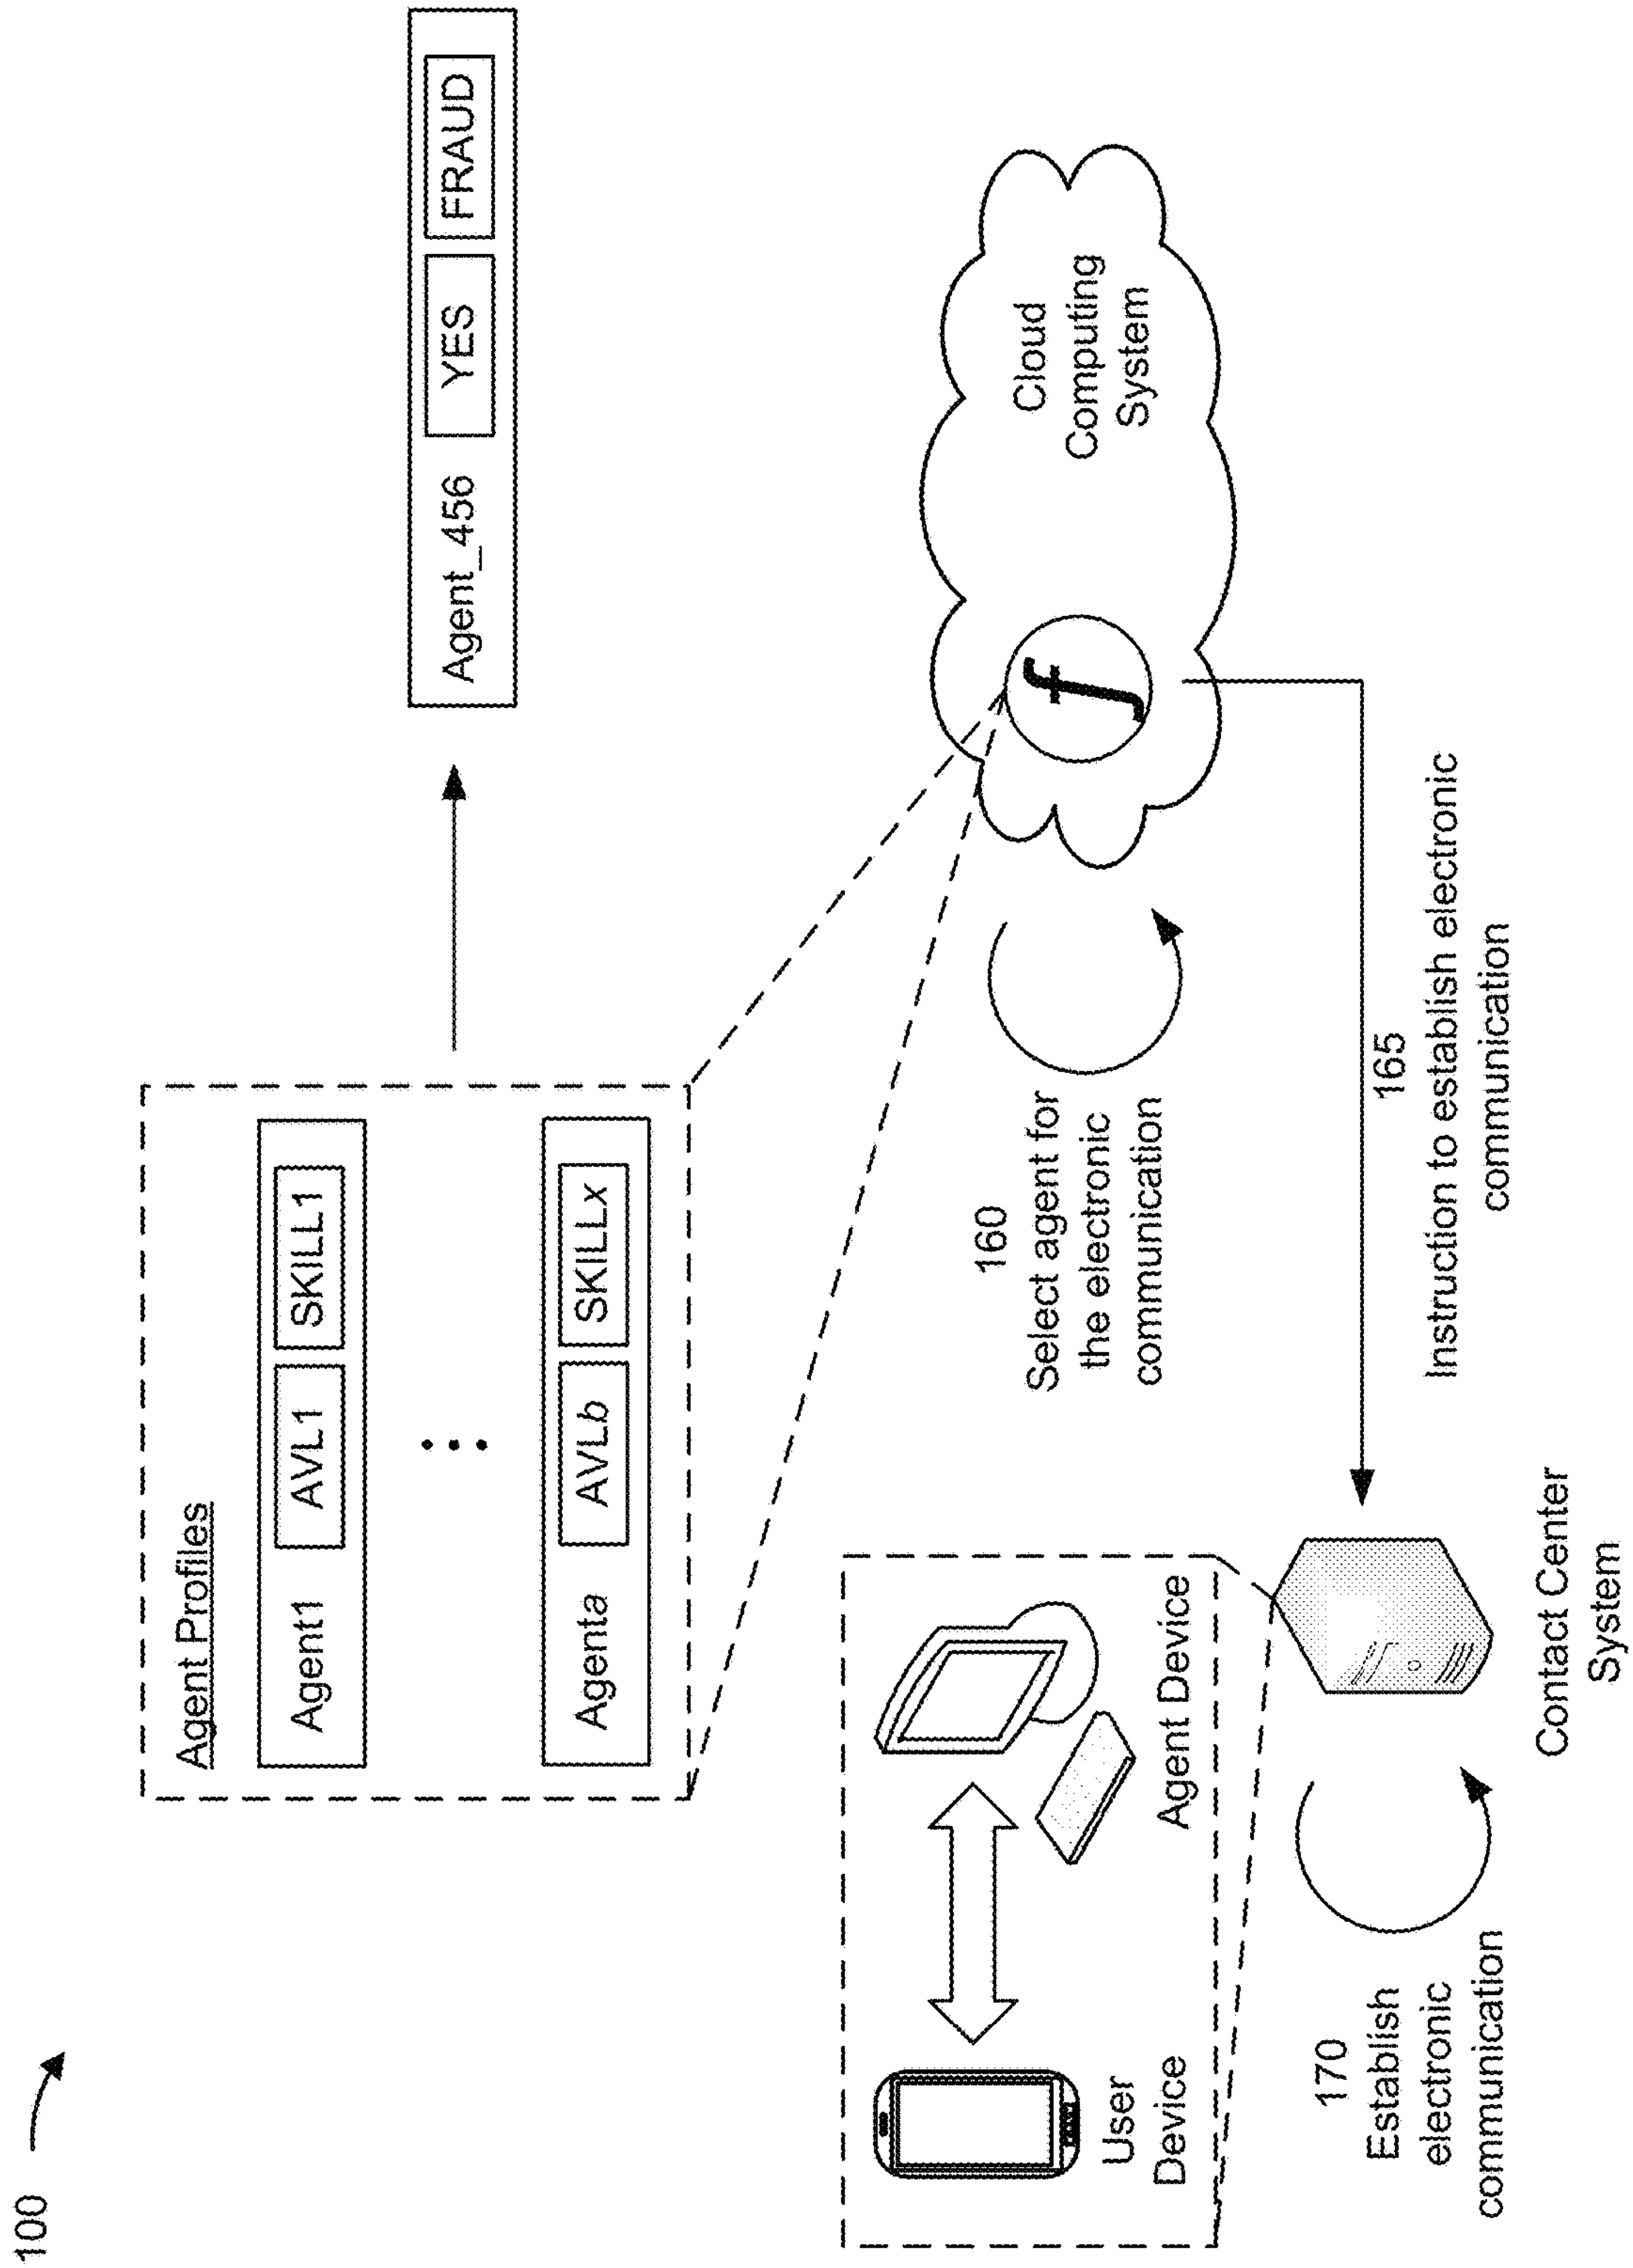 100
Agent Profiles
Agent1 AVL1 SKILL1
Agenta AVLb SKILLx
Agent_456 YES FRAUD
160
Select agent for
the electronic
communication
f
Cloud
Computing
System
165
Instruction to establish electronic
communication
User
Device
Agent Device
170
Establish
electronic
communication
Contact Center
System